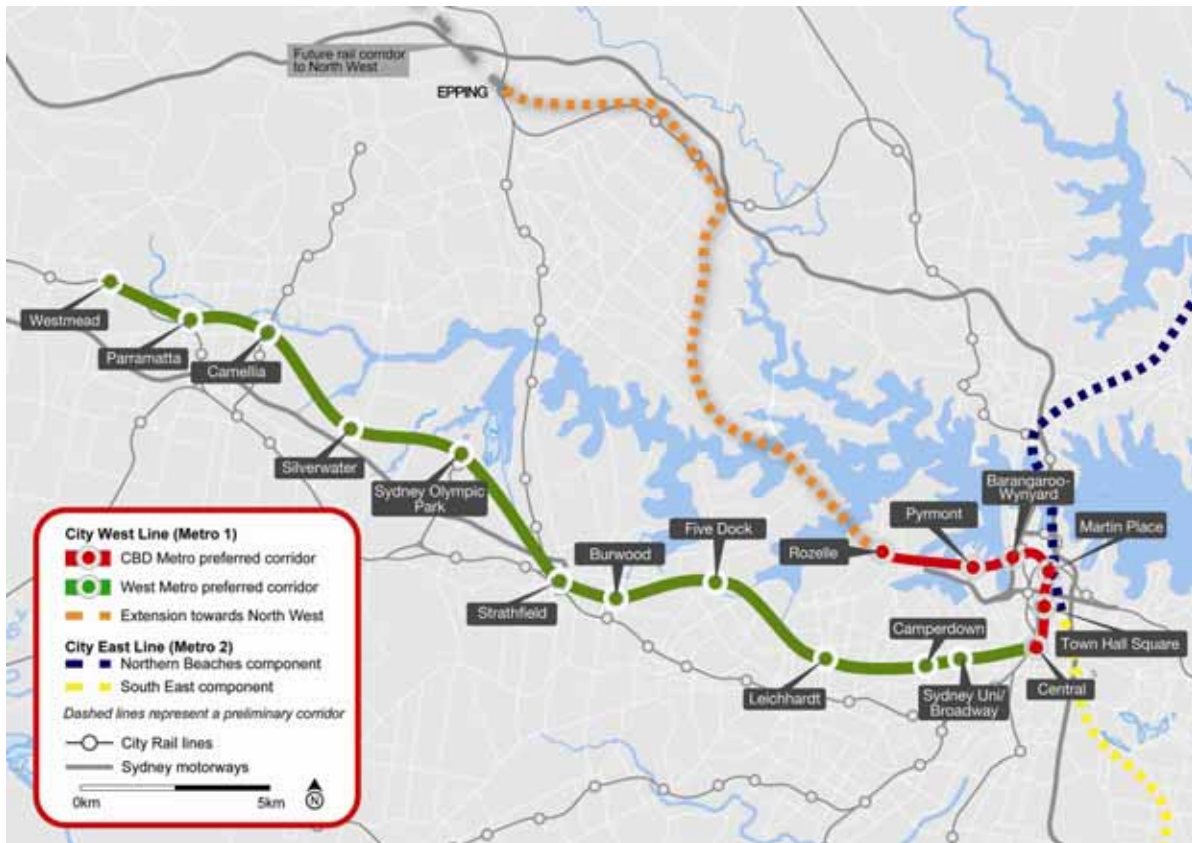 Future rail corridor
to North West
EPPING
Westmead
Parramatta
Camellia
Silverwater
Sydney Olympic
Park
Strathfield
Burwood
Five Dock
Leichhardt
Camperdown
Sydney Uni/
Broadway
Rozelle
Pyrmont
Barangaroo-
Wynyard
Martin Place
Town Hall Square
Central
City West Line (Metro 1)
CBD Metro preferred corridor
West Metro preferred corridor
Extension towards North West
City East Line (Metro 2)
Northern Beaches component
South East component
Dashed lines represent a preliminary corridor
City Rail lines
Sydney motorways
0km 5km
N